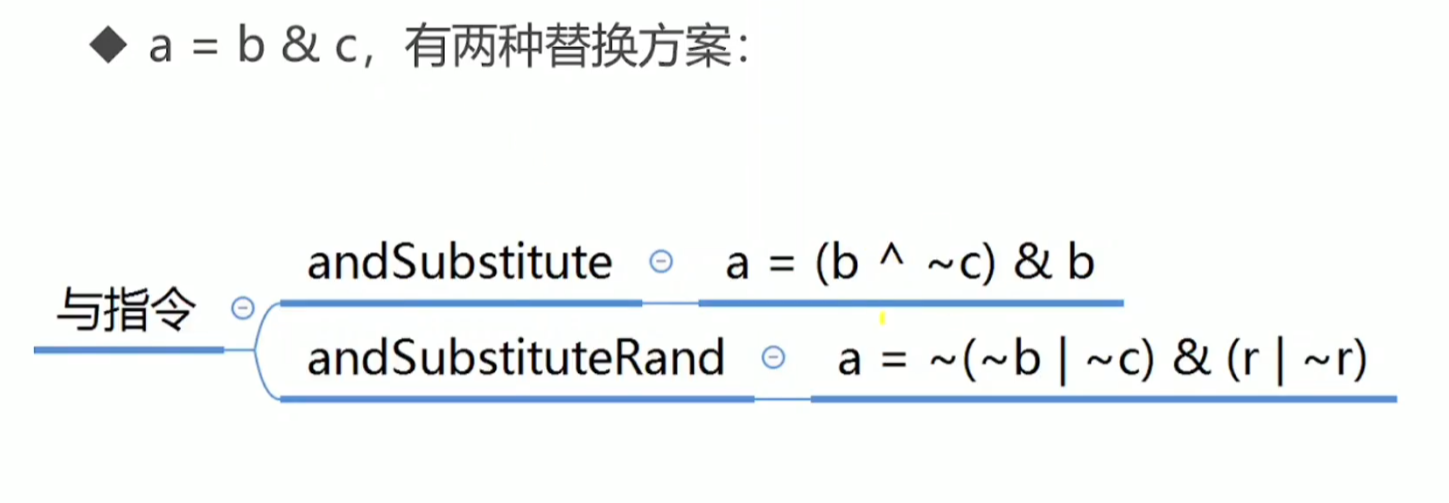 ◆ a = b & c，有两种替换方案：
andSubstitute
a = (b ^ ~c) & b
与指令
andSubstituteRand
a = ~(~b | ~c) & (r | ~r)